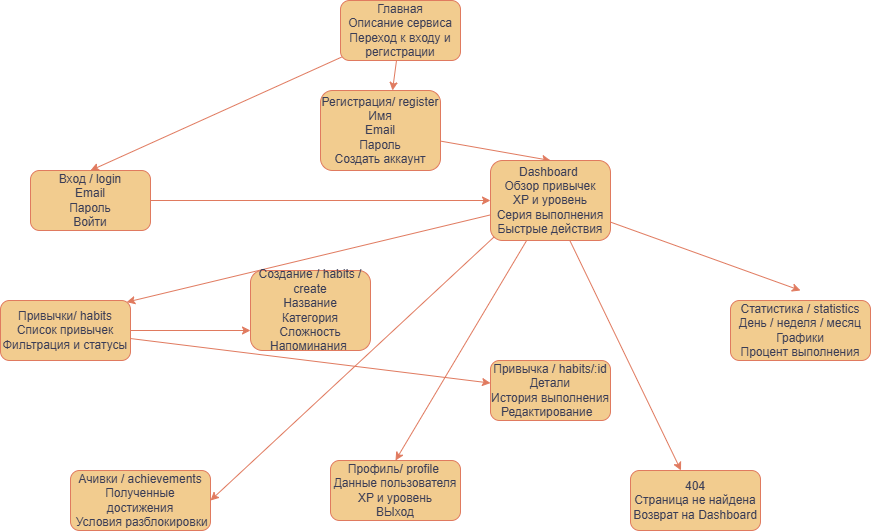 Главная
Описание сервиса
Переход к входу и
регистрации
Регистрация/ register
Имя
Email
Пароль
Создать аккаунт
Вход / login
Email
Пароль
Войти
Dashboard
Обзор привычек
XP и уровень
Серия выполнения
Быстрые действия
Привычки/ habits
Список привычек
Фильтрация и статусы
Создание / habits /
create
Название
Категория
Сложность
Напоминания
Статистика / statistics
День / неделя / месяц
Графики
Процент выполнения
Привычка / habits/:id
Детали
История выполнения
Редактирование
Ачивки / achievements
Полученные
достижения
Условия разблокировки
Профиль/ profile
Данные пользователя
XP и уровень
ВЫход
404
Страница не найдена
Возврат на Dashboard